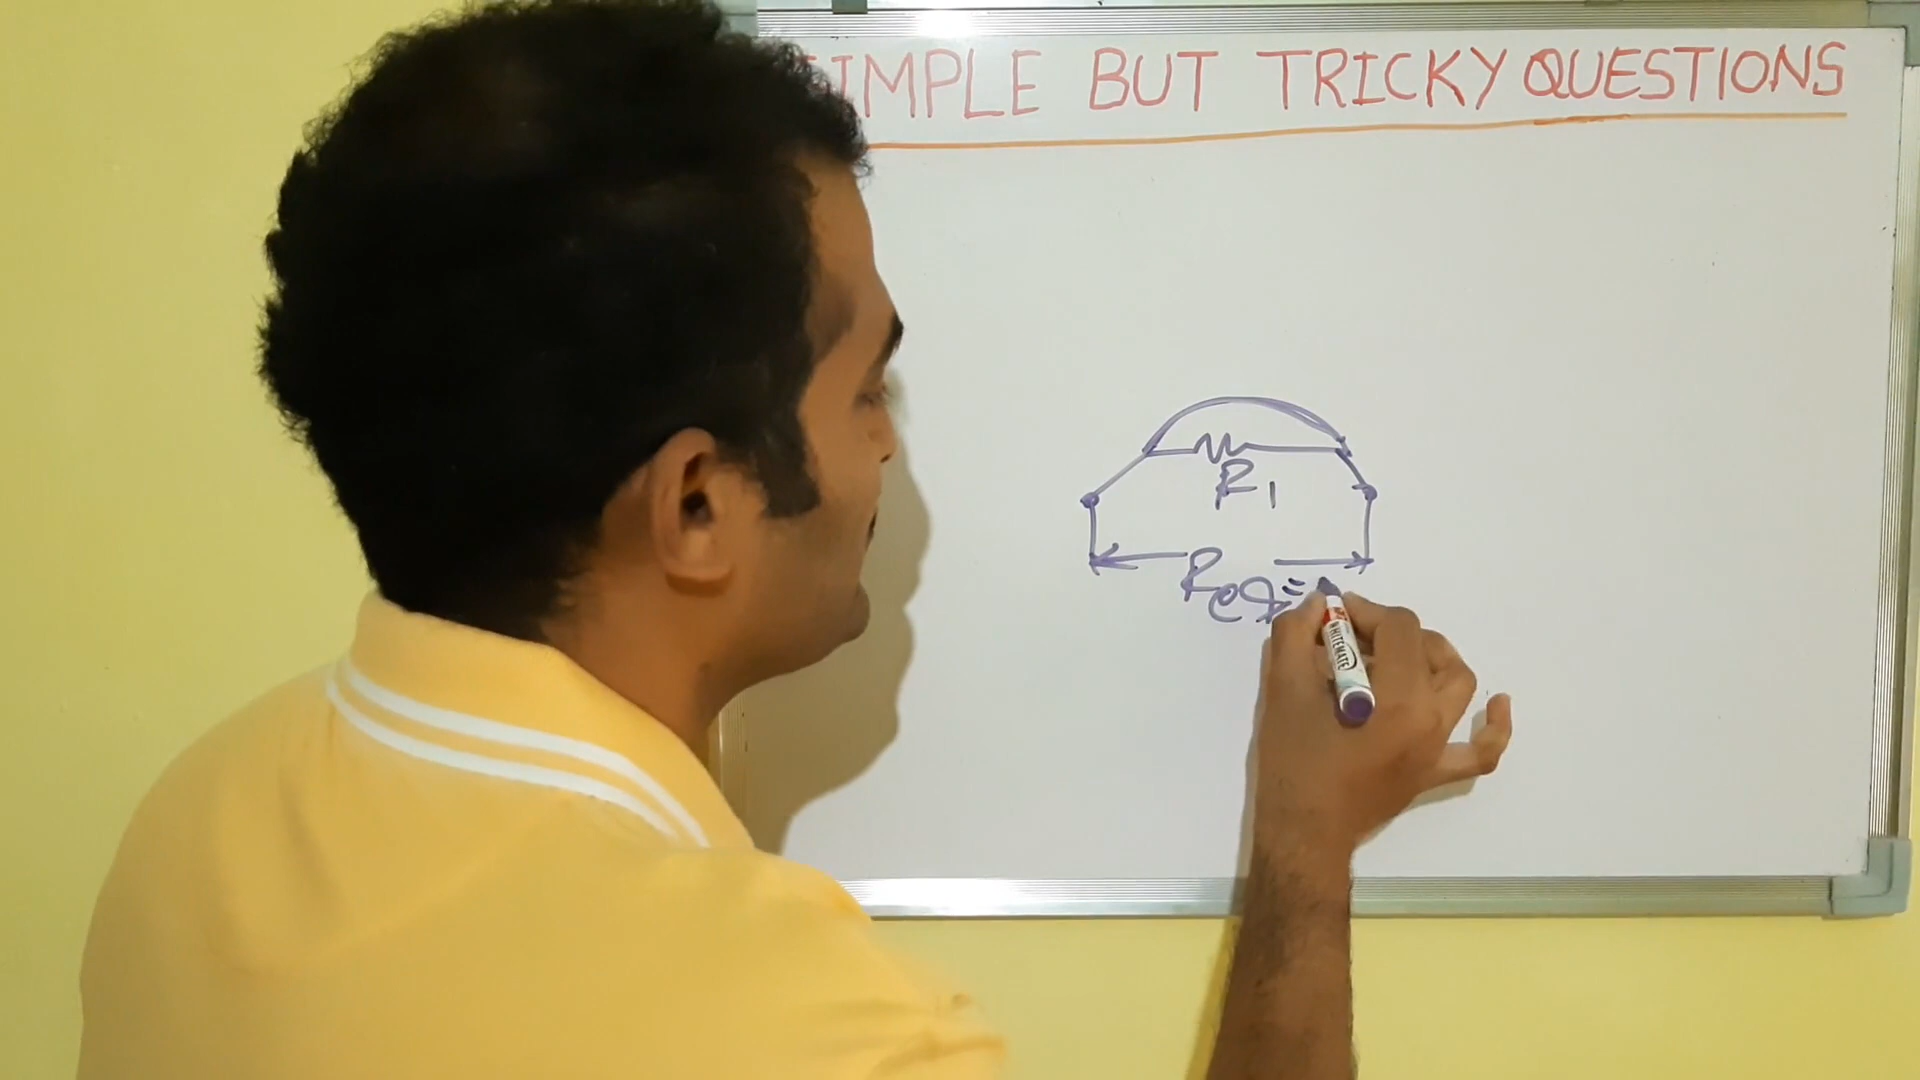 SIMPLE BUT TRICKY QUESTIONS
R1
Req =
WHITEMATE